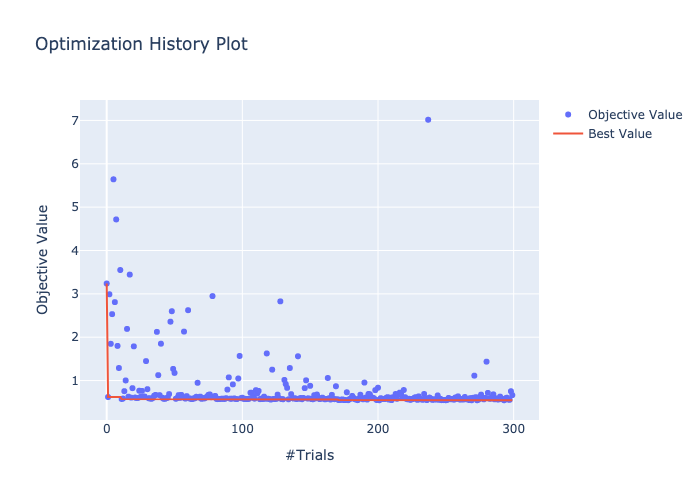 Optimization History Plot
Objective Value
Best Value
7
6
5
4
3
2
1
Objective Value
0
100
200
300
#Trials